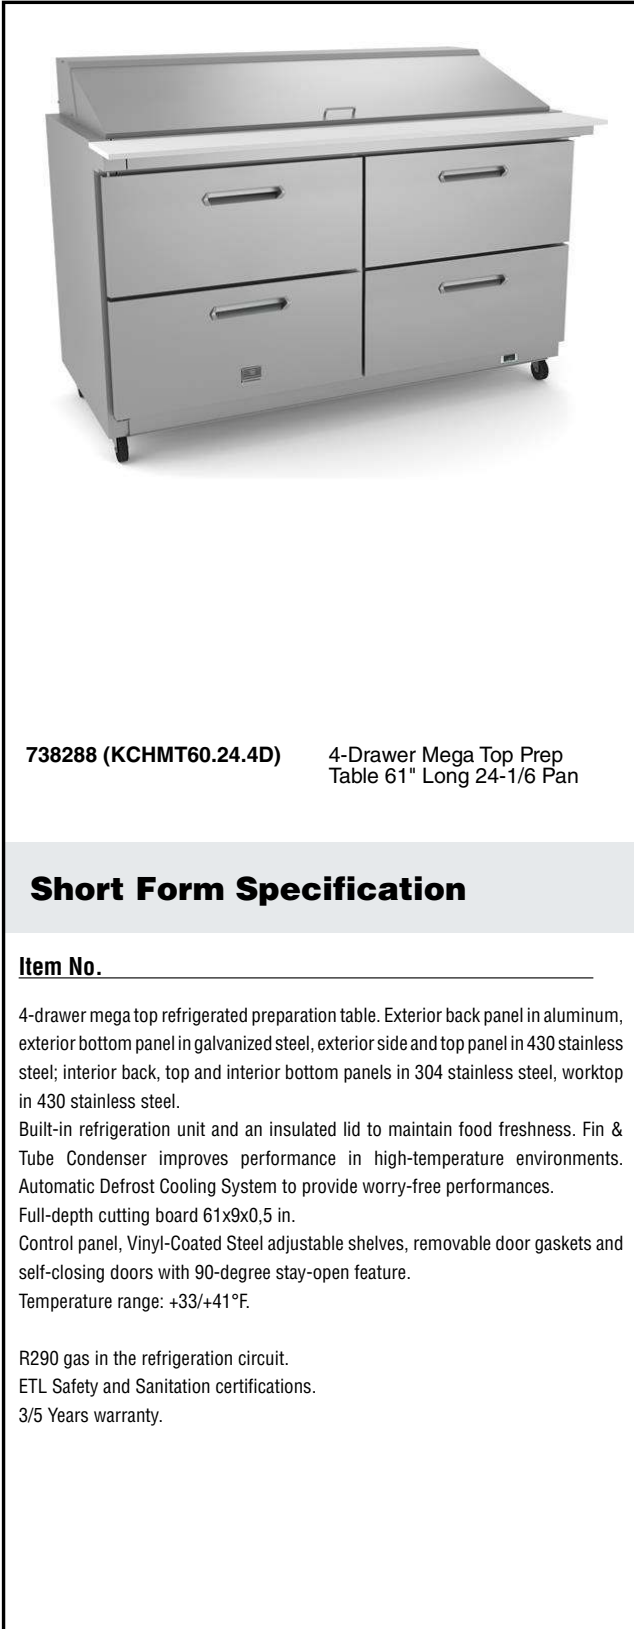 738288 (KCHMT60.24.4D)
4-Drawer Mega Top Prep
Table 61" Long 24-1/6 Pan
Short Form Specification
Item No.
4-drawer mega top refrigerated preparation table. Exterior back panel in aluminum,
exterior bottom panel in galvanized steel, exterior side and top panel in 430 stainless
steel; interior back, top and interior bottom panels in 304 stainless steel, worktop
in 430 stainless steel.
Built-in refrigeration unit and an insulated lid to maintain food freshness. Fin &
Tube Condenser improves performance in high-temperature environments.
Automatic Defrost Cooling System to provide worry-free performances.
Full-depth cutting board 61x9x0,5 in.
Control panel, Vinyl-Coated Steel adjustable shelves, removable door gaskets and
self-closing doors with 90-degree stay-open feature.
Temperature range: +33/+41°F.
R290 gas in the refrigeration circuit.
ETL Safety and Sanitation certifications.
3/5 Years warranty.